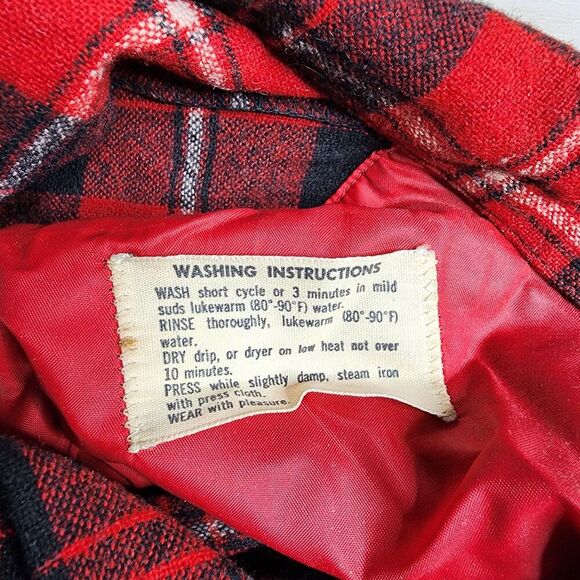 WASHING INSTRUCTIONS
WASH short cycle or 3 minutes in mild
suds lukewarm (80°-90°F) water.
RINSE thoroughly, lukewarm (80°-90°F)
water.
DRY drip, or dryer on low heat not over
10 minutes.
PRESS while slightly damp, steam iron
with press cloth.
WEAR with pleasure.